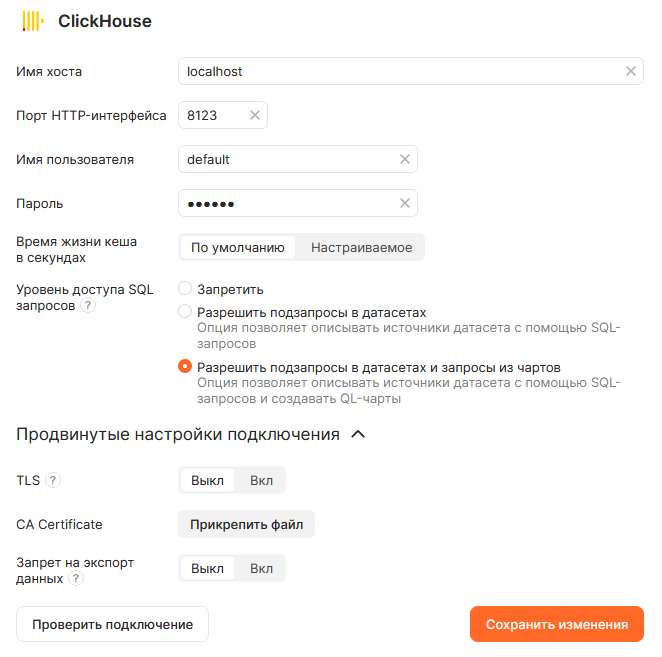 ClickHouse
Имя хоста
localhost
Порт HTTP-интерфейса
8123
Имя пользователя
default
Пароль
••••••
Время жизни кеша
в секундах
По умолчанию Настраиваемое
Уровень доступа SQL
запросов ?
Запретить
Разрешить подзапросы в датасетах
Опция позволяет описывать источники датасета с помощью SQL-
запросов
Разрешить подзапросы в датасетах и запросы из чартов
Опция позволяет описывать источники датасета с помощью SQL-
запросов и создавать QL-чарты
Продвинутые настройки подключения
TLS ?
Выкл Вкл
CA Certificate
Прикрепить файл
Запрет на экспорт
данных ?
Выкл Вкл
Проверить подключение
Сохранить изменения